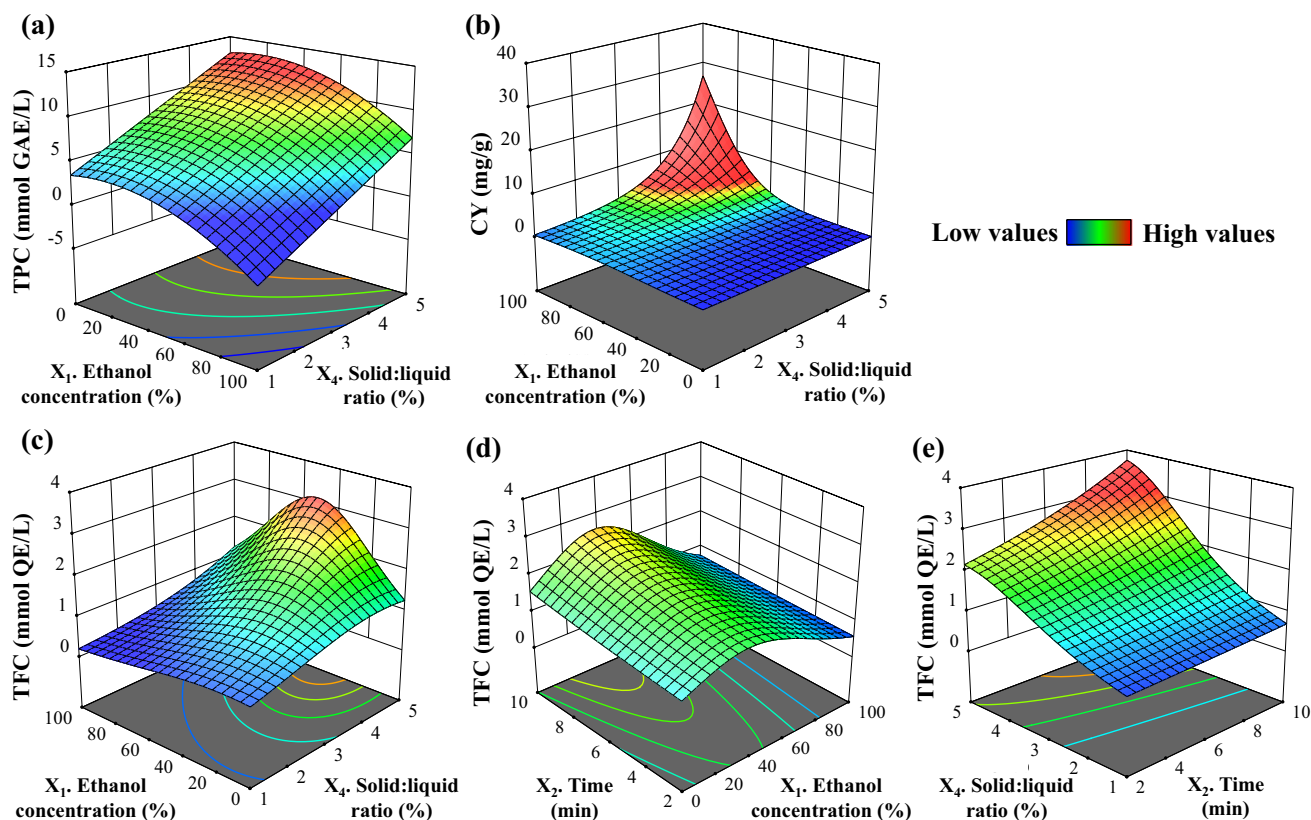 (a)
15
10
5
0
-5
TPC (mmol GAE/L)
0
20
40
60
80
100
X₁. Ethanol
concentration (%)
1
2
3
4
5
X₄. Solid:liquid
ratio (%)
(b)
40
30
20
10
0
CY (mg/g)
100
80
60
40
20
0
X₁. Ethanol
concentration (%)
1
2
3
4
5
X₄. Solid:liquid
ratio (%)
Low values High values
(c)
4
3
2
1
0
TFC (mmol QE/L)
100
80
60
40
20
0
X₁. Ethanol
concentration (%)
1
2
3
4
5
X₄. Solid:liquid
ratio (%)
(d)
4
3
2
1
0
TFC (mmol QE/L)
10
8
6
4
2
X₂. Time
(min)
0
20
40
60
80
100
X₁. Ethanol
concentration (%)
(e)
4
3
2
1
0
TFC (mmol QE/L)
5
4
3
2
1
X₄. Solid:liquid
ratio (%)
2
4
6
8
10
X₂. Time
(min)